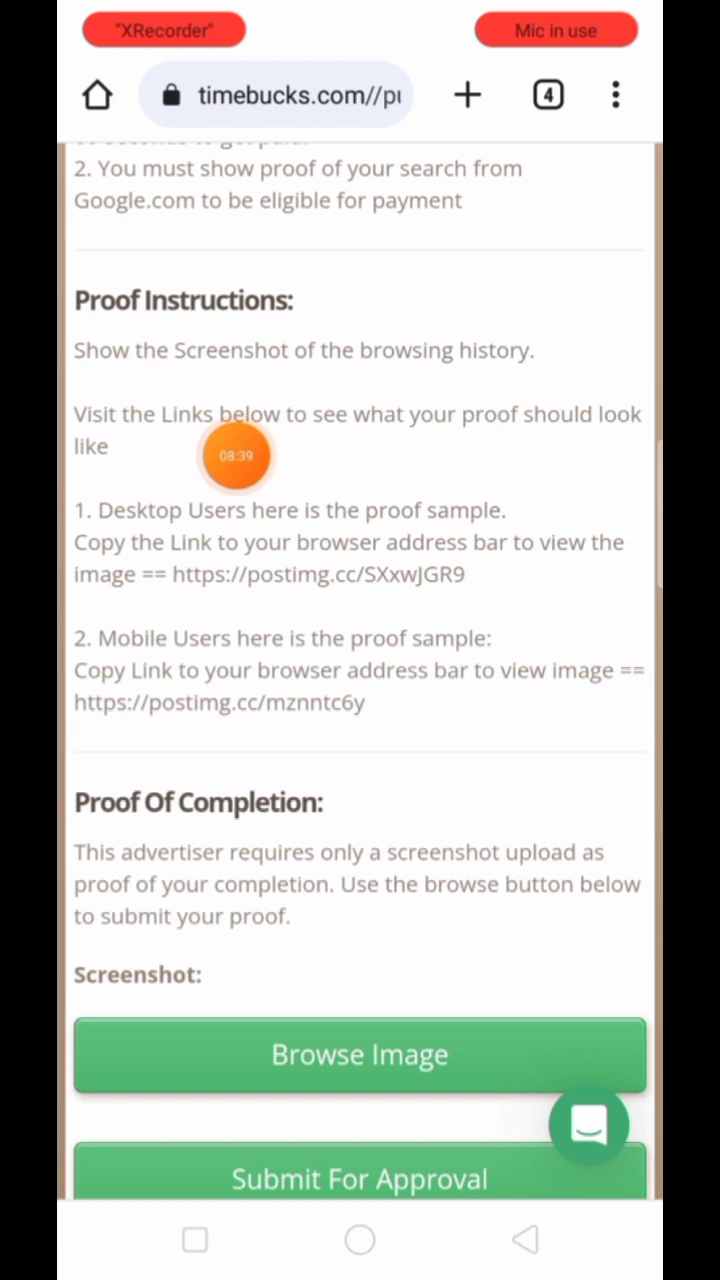 "XRecorder"
Mic in use
timebucks.com//pu
4
2. You must show proof of your search from
Google.com to be eligible for payment
Proof Instructions:
Show the Screenshot of the browsing history.
Visit the Links below to see what your proof should look
like
08:39
1. Desktop Users here is the proof sample.
Copy the Link to your browser address bar to view the
image == https://postimg.cc/SXxwJGR9
2. Mobile Users here is the proof sample:
Copy Link to your browser address bar to view image ==
https://postimg.cc/mznntc6y
Proof Of Completion:
This advertiser requires only a screenshot upload as
proof of your completion. Use the browse button below
to submit your proof.
Screenshot:
Browse Image
Submit For Approval